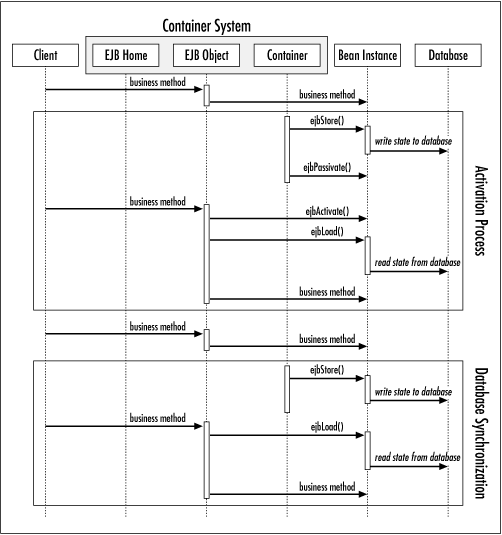 Container System
Client
EJB Home
EJB Object
Container
Bean Instance
Database
business method
business method
ejbStore()
write state to database
ejbPassivate()
business method
ejbActivate()
ejbLoad()
read state from database
business method
Activation Process
business method
business method
ejbStore()
write state to database
business method
ejbLoad()
read state from database
business method
Database Synchronization